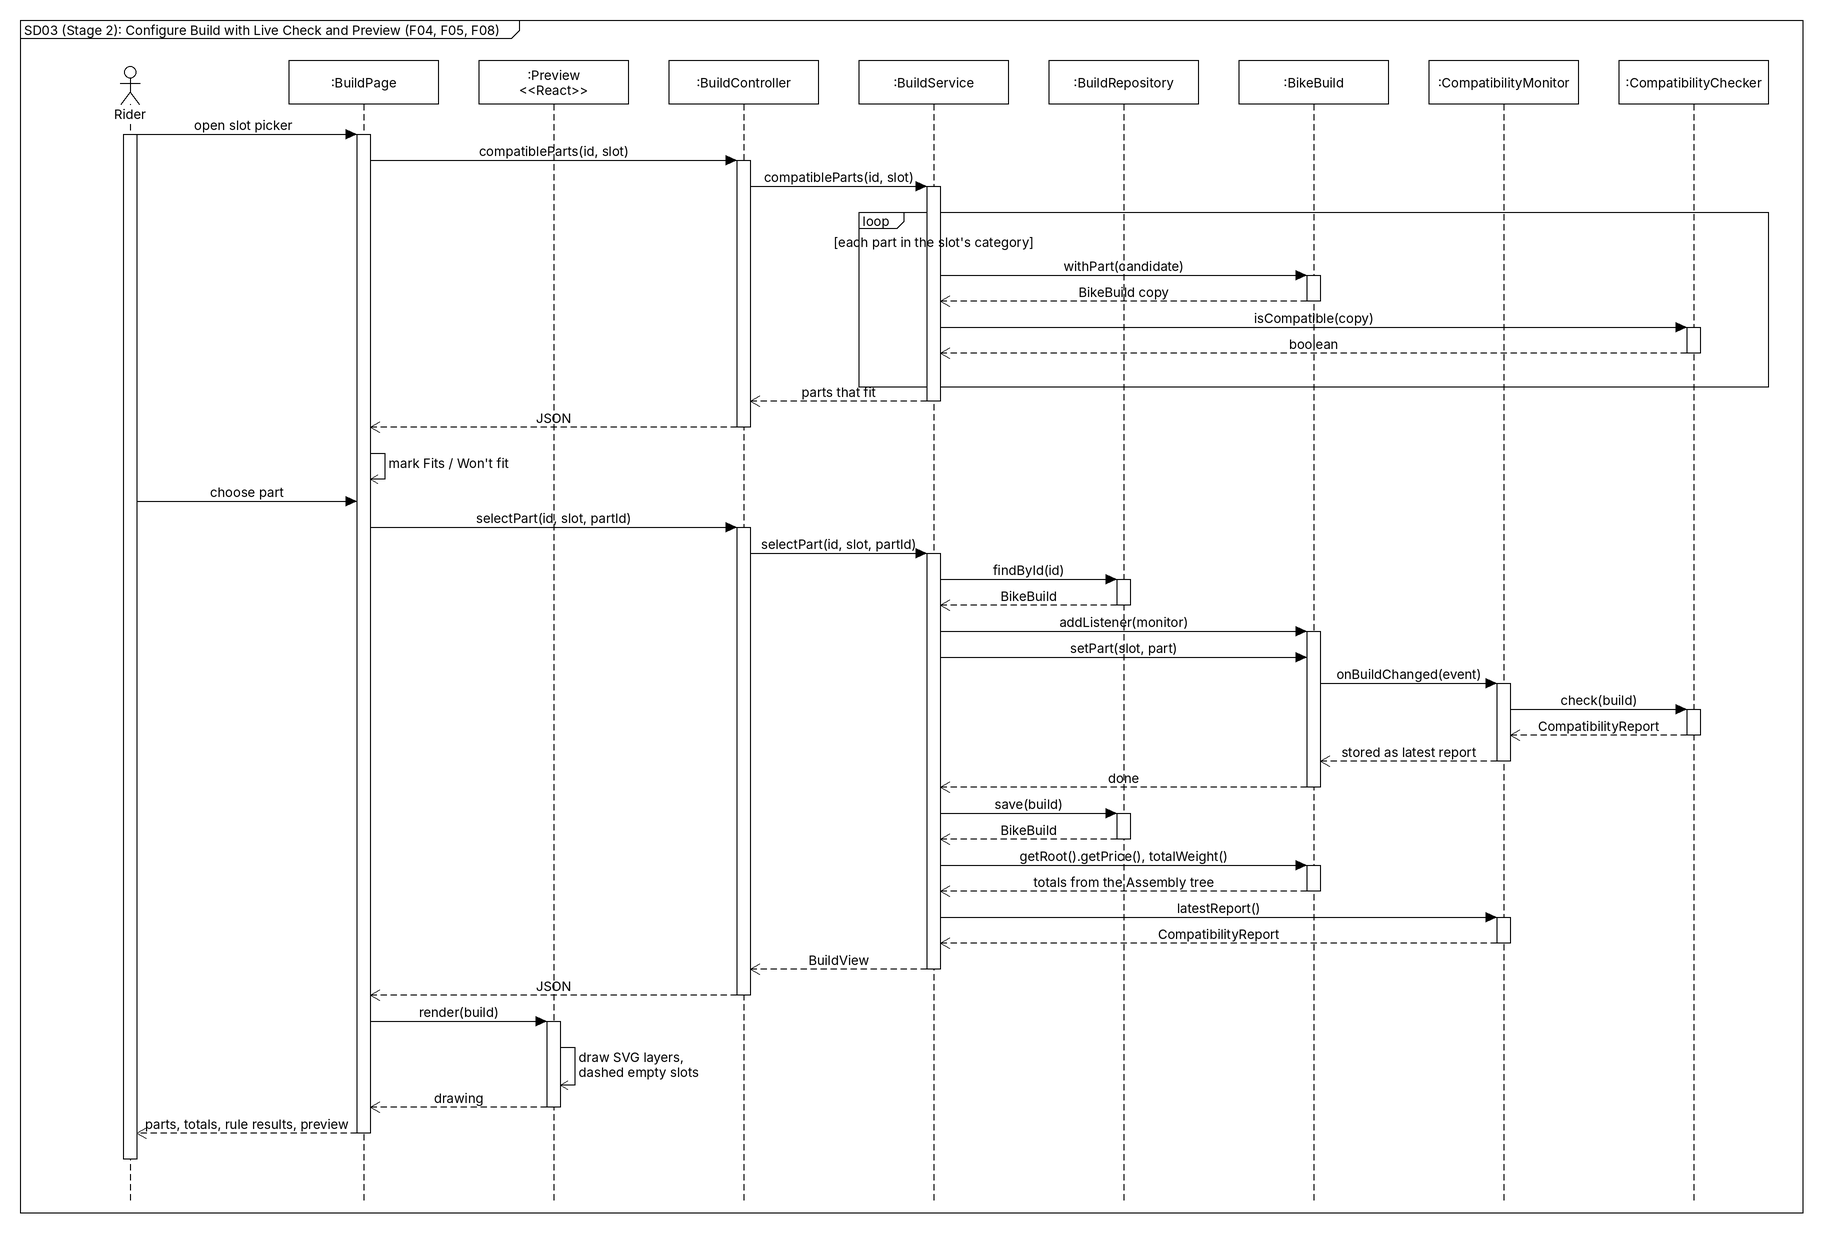 SD03 (Stage 2): Configure Build with Live Check and Preview (F04, F05, F08)
Rider
:BuildPage
:Preview
<<React>>
:BuildController
:BuildService
:BuildRepository
:BikeBuild
:CompatibilityMonitor
:CompatibilityChecker
open slot picker
compatibleParts(id, slot)
compatibleParts(id, slot)
loop
[each part in the slot's category]
withPart(candidate)
BikeBuild copy
isCompatible(copy)
boolean
parts that fit
JSON
mark Fits / Won't fit
choose part
selectPart(id, slot, partId)
selectPart(id, slot, partId)
findById(id)
BikeBuild
addListener(monitor)
setPart(slot, part)
onBuildChanged(event)
check(build)
CompatibilityReport
stored as latest report
done
save(build)
BikeBuild
getRoot().getPrice(), totalWeight()
totals from the Assembly tree
latestReport()
CompatibilityReport
BuildView
JSON
render(build)
draw SVG layers,
dashed empty slots
drawing
parts, totals, rule results, preview